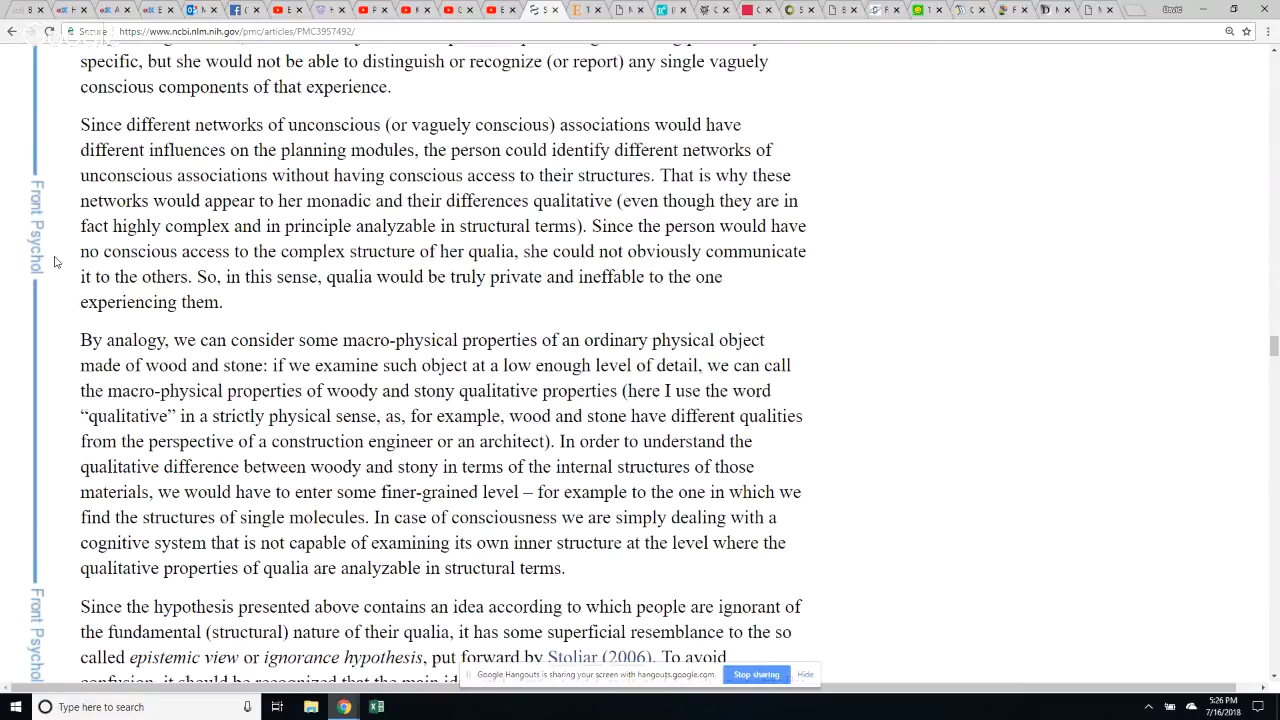 Secure
https://www.ncbi.nlm.nih.gov/pmc/articles/PMC3957492/
specific, but she would not be able to distinguish or recognize (or report) any single vaguely
conscious components of that experience.
Since different networks of unconscious (or vaguely conscious) associations would have
different influences on the planning modules, the person could identify different networks of
unconscious associations without having conscious access to their structures. That is why these
networks would appear to her monadic and their differences qualitative (even though they are in
fact highly complex and in principle analyzable in structural terms). Since the person would have
no conscious access to the complex structure of her qualia, she could not obviously communicate
it to the others. So, in this sense, qualia would be truly private and ineffable to the one
experiencing them.
By analogy, we can consider some macro-physical properties of an ordinary physical object
made of wood and stone: if we examine such object at a low enough level of detail, we can call
the macro-physical properties of woody and stony qualitative properties (here I use the word
“qualitative” in a strictly physical sense, as, for example, wood and stone have different qualities
from the perspective of a construction engineer or an architect). In order to understand the
qualitative difference between woody and stony in terms of the internal structures of those
materials, we would have to enter some finer-grained level – for example to the one in which we
find the structures of single molecules. In case of consciousness we are simply dealing with a
cognitive system that is not capable of examining its own inner structure at the level where the
qualitative properties of qualia are analyzable in structural terms.
Since the hypothesis presented above contains an idea according to which people are ignorant of
the fundamental (structural) nature of their qualia, it has some superficial resemblance to the so
called epistemic view or ignorance hypothesis, put forward by Stoljar (2006). To avoid
Front Psychol
Front Psychol
Google Hangouts is sharing your screen with hangouts.google.com.
Stop sharing
Hide
Type here to search
5:26 PM
7/16/2018